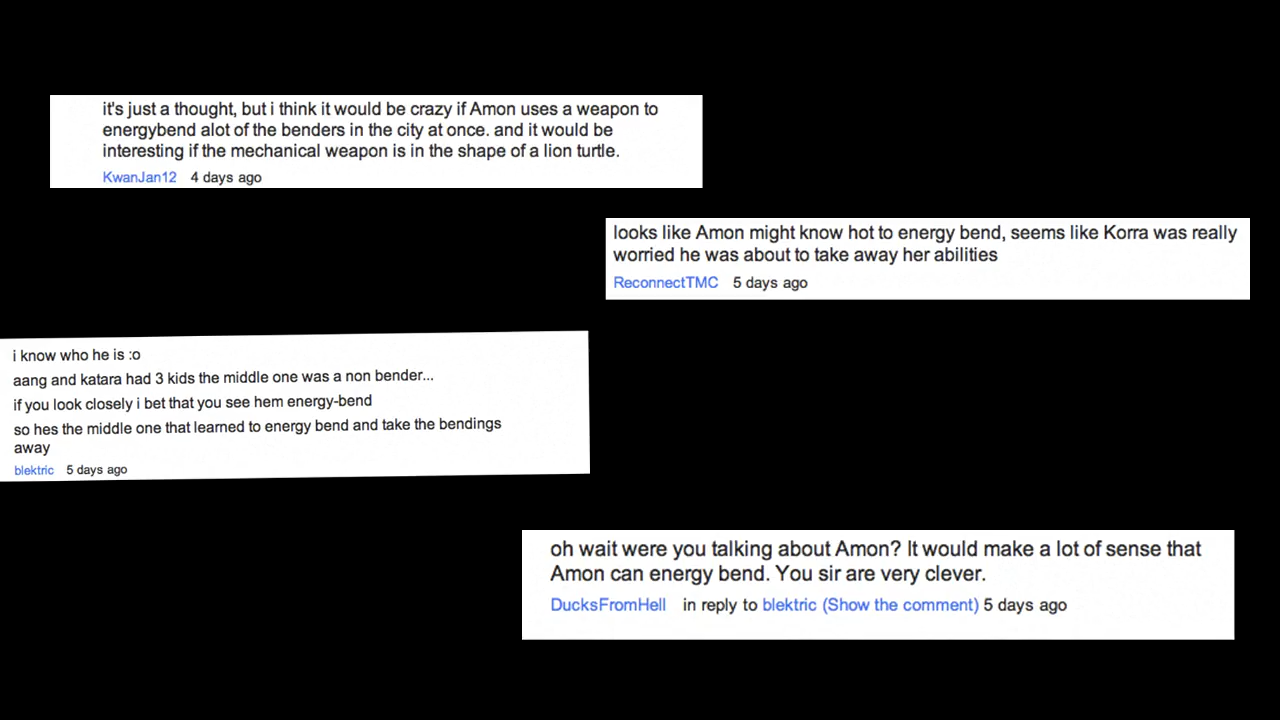 it's just a thought, but i think it would be crazy if Amon uses a weapon to
energybend alot of the benders in the city at once. and it would be
interesting if the mechanical weapon is in the shape of a lion turtle.
KwanJan12 4 days ago
looks like Amon might know hot to energy bend, seems like Korra was really
worried he was about to take away her abilities
ReconnectTMC 5 days ago
i know who he is :o
aang and katara had 3 kids the middle one was a non bender...
if you look closely i bet that you see hem energy-bend
so hes the middle one that learned to energy bend and take the bendings
away
blektric 5 days ago
oh wait were you talking about Amon? It would make a lot of sense that
Amon can energy bend. You sir are very clever.
DucksFromHell in reply to blektric (Show the comment) 5 days ago